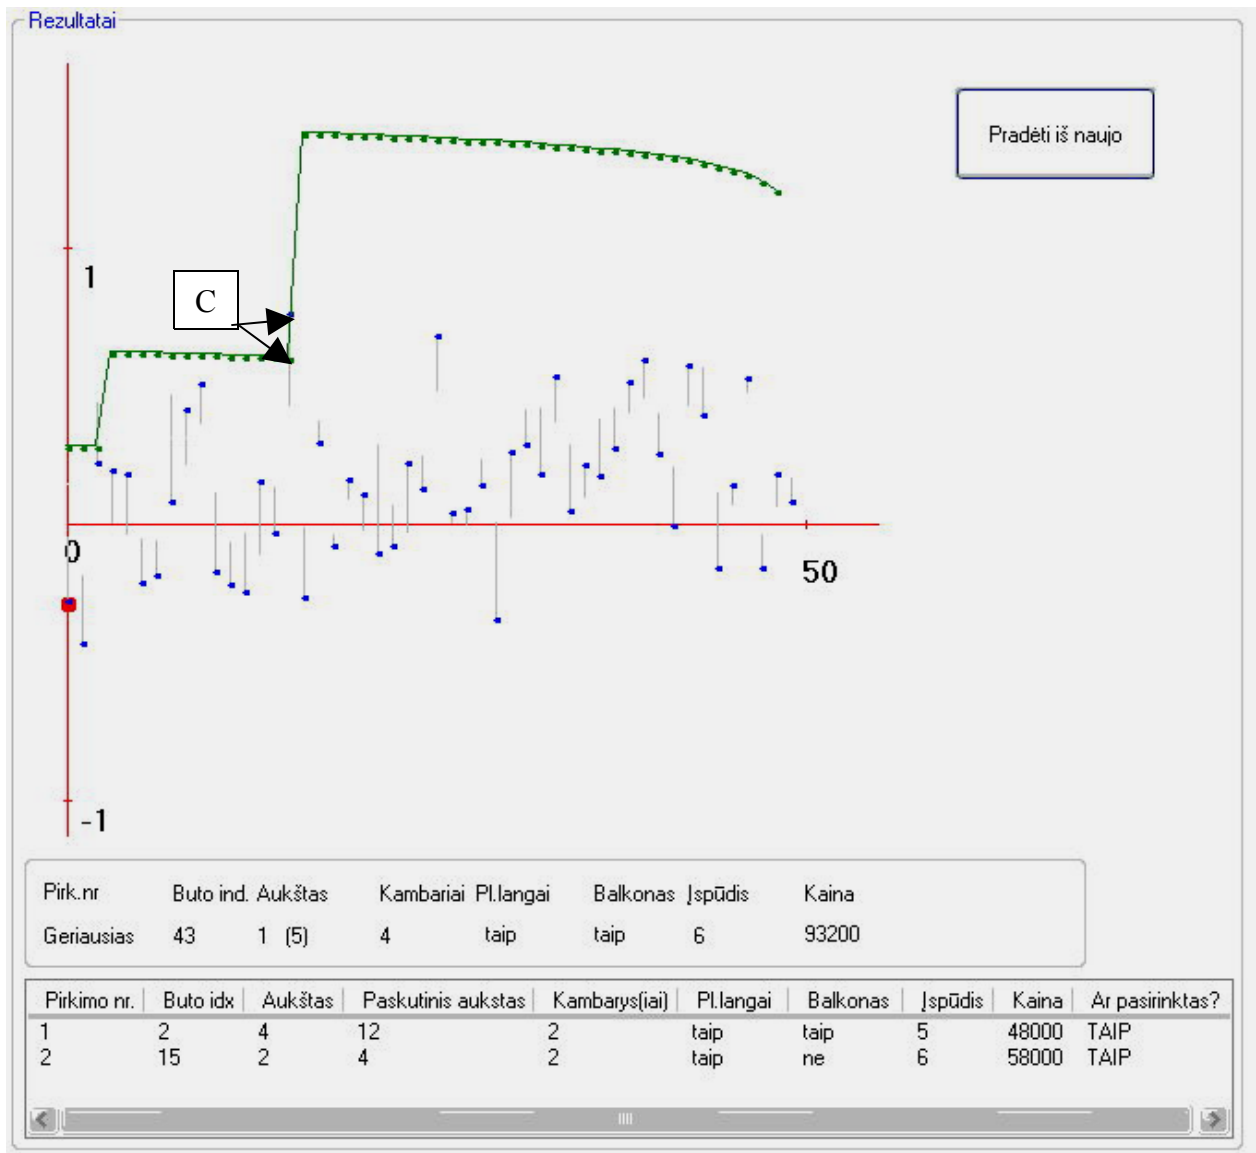 Rezultatai
Pradėti iš naujo
1
C
0
50
-1
Pirk.nr Buto ind. Aukštas Kambariai Pl.langai Balkonas Įspūdis Kaina
Geriausias 43 1 (5) 4 taip taip 6 93200
Pirkimo nr. Buto idx Aukštas Paskutinis aukstas Kambarys(iai) Pl.langai Balkonas Įspūdis Kaina Ar pasirinktas?
1 2 4 12 2 taip taip 5 48000 TAIP
2 15 2 4 2 taip ne 6 58000 TAIP